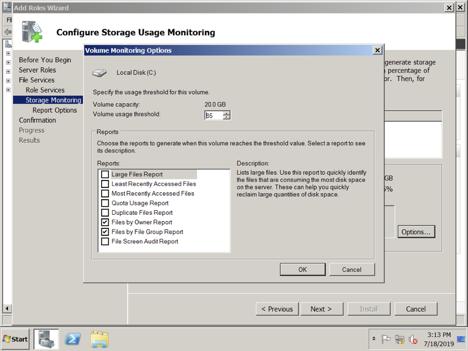 Add Roles Wizard
Configure Storage Usage Monitoring
Before You Begin
Server Roles
File Services
Role Services
Storage Monitoring
Report Options
Confirmation
Progress
Results
generate storage
percentage of
or. Then, for
Volume Monitoring Options
Local Disk (C:)
Specify the usage threshold for this volume.
Volume capacity: 20.0 GB
Volume usage threshold: 85
Reports
Choose the reports to generate when this volume reaches the threshold value. Select a report to see
its description.
Reports:
Large Files Report
Least Recently Accessed Files
Most Recently Accessed Files
Quota Usage Report
Duplicate Files Report
Files by Owner Report
Files by File Group Report
File Screen Audit Report
Description:
Lists large files. Use this report to quickly identify
the files that are consuming the most disk space
on the server. These can help you quickly
reclaim large quantities of disk space.
OK
Cancel
GB
%
Options...
< Previous
Next >
Install
Cancel
Start
3:13 PM
7/18/2019